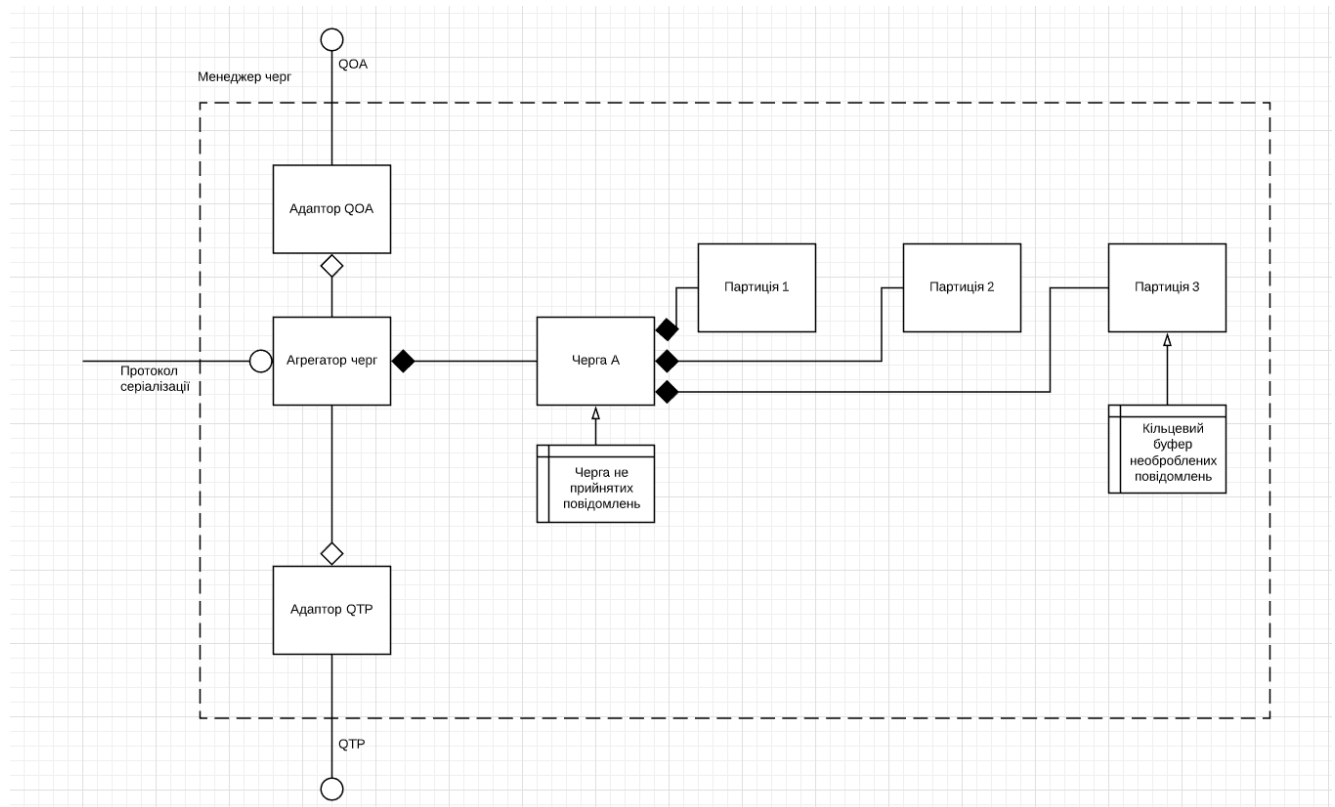 QOA
Менеджер черг
Адаптор QOA
Партиція 1
Партиція 2
Партиція 3
Агрегатор черг
Черга А
Протокол
серіалізації
Кільцевий
буфер
необроблених
повідомлень
Черга не
прийнятих
повідомлень
Адаптор QTP
QTP